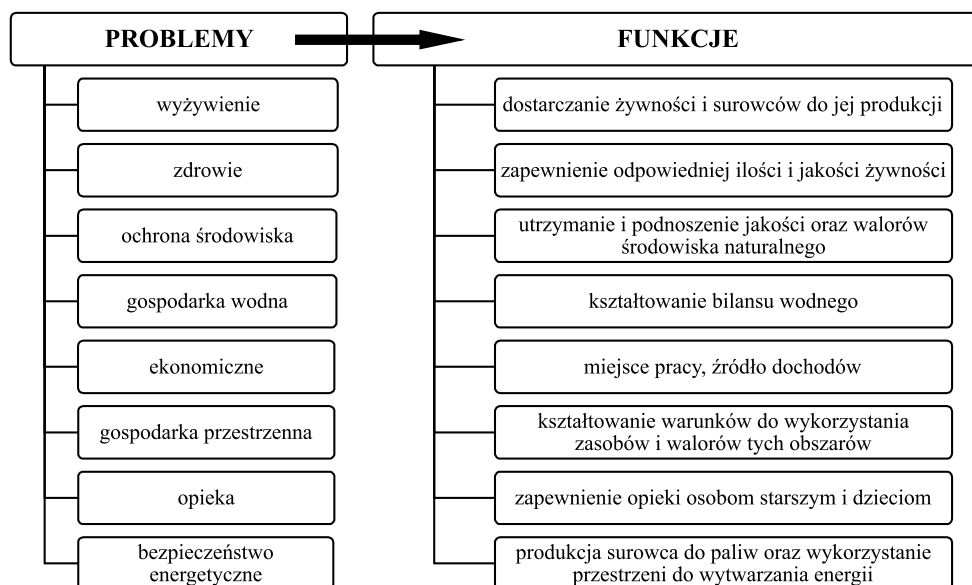 PROBLEMY
FUNKCJE
wyżywienie
dostarczanie żywności i surowców do jej produkcji
zdrowie
zapewnienie odpowiedniej ilości i jakości żywności
ochrona środowiska
utrzymanie i podnoszenie jakości oraz walorów
środowiska naturalnego
gospodarka wodna
kształtowanie bilansu wodnego
ekonomiczne
miejsce pracy, źródło dochodów
gospodarka przestrzenna
kształtowanie warunków do wykorzystania
zasobów i walorów tych obszarów
opieka
zapewnienie opieki osobom starszym i dzieciom
bezpieczeństwo
energetyczne
produkcja surowca do paliw oraz wykorzystanie
przestrzeni do wytwarzania energii